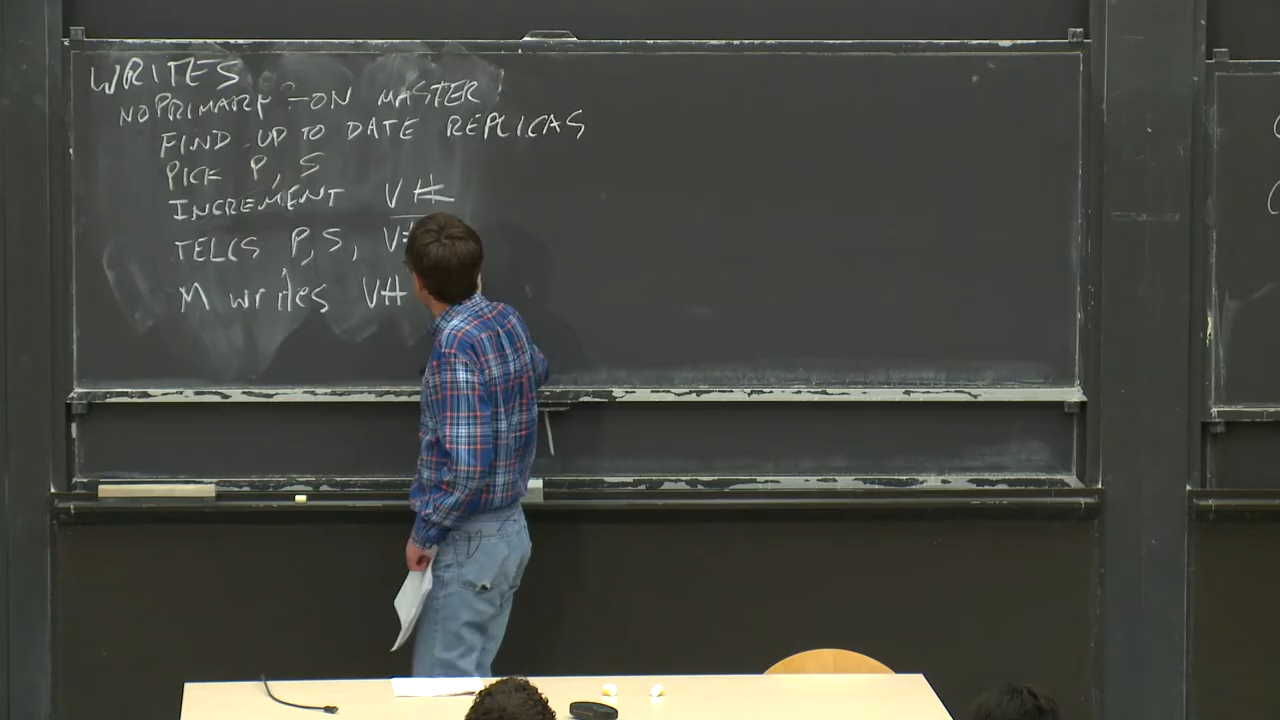 WRITES
NO PRIMARY - ON MASTER
FIND UP TO DATE REPLICAS
PICK P, S
INCREMENT V#
TELLS P, S, V#
M writes V#